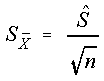 S_X̅ = Ŝ / √n